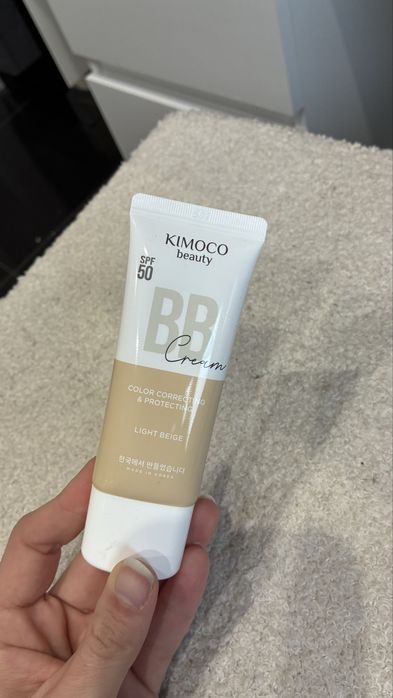 KIMOCO
beauty
SPF
50
BB
Cream
COLOR CORRECTING
& PROTECTING
LIGHT BEIGE
한국에서 만들었습니다
MADE IN KOREA